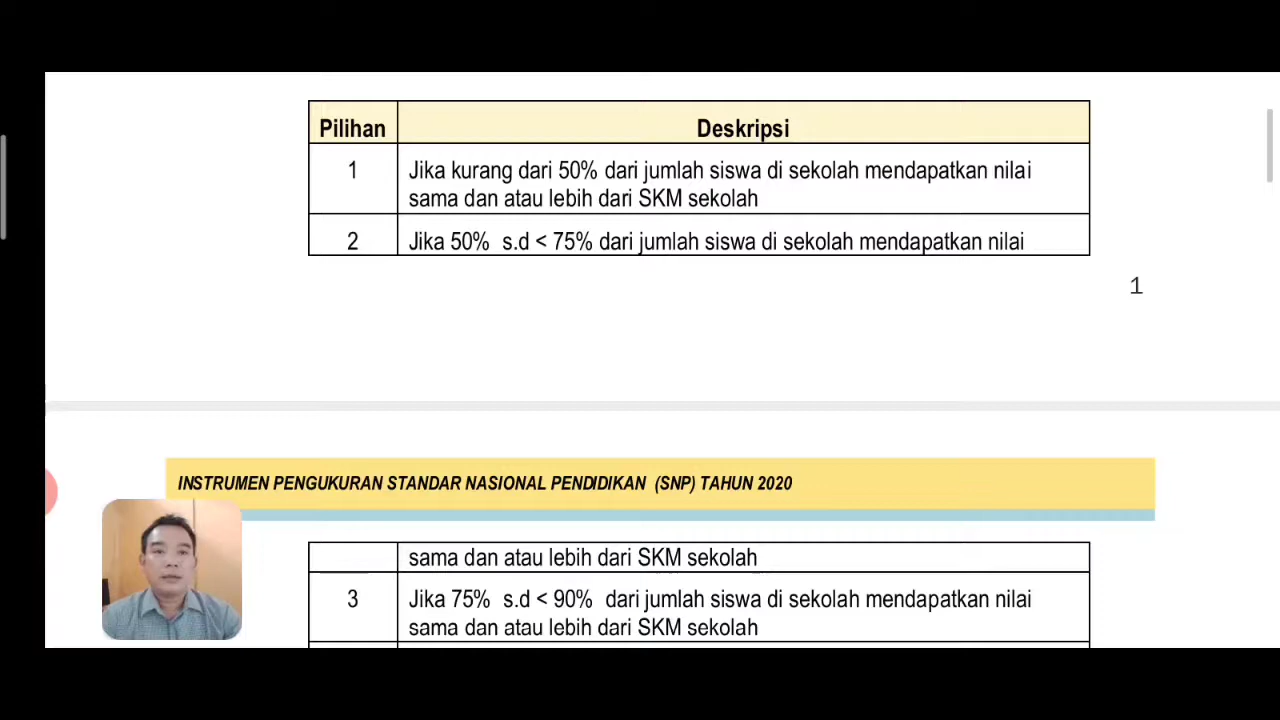 Pilihan Deskripsi
1 Jika kurang dari 50% dari jumlah siswa di sekolah mendapatkan nilai
sama dan atau lebih dari SKM sekolah
2 Jika 50% s.d < 75% dari jumlah siswa di sekolah mendapatkan nilai
1
INSTRUMEN PENGUKURAN STANDAR NASIONAL PENDIDIKAN (SNP) TAHUN 2020
sama dan atau lebih dari SKM sekolah
3 Jika 75% s.d < 90% dari jumlah siswa di sekolah mendapatkan nilai
sama dan atau lebih dari SKM sekolah